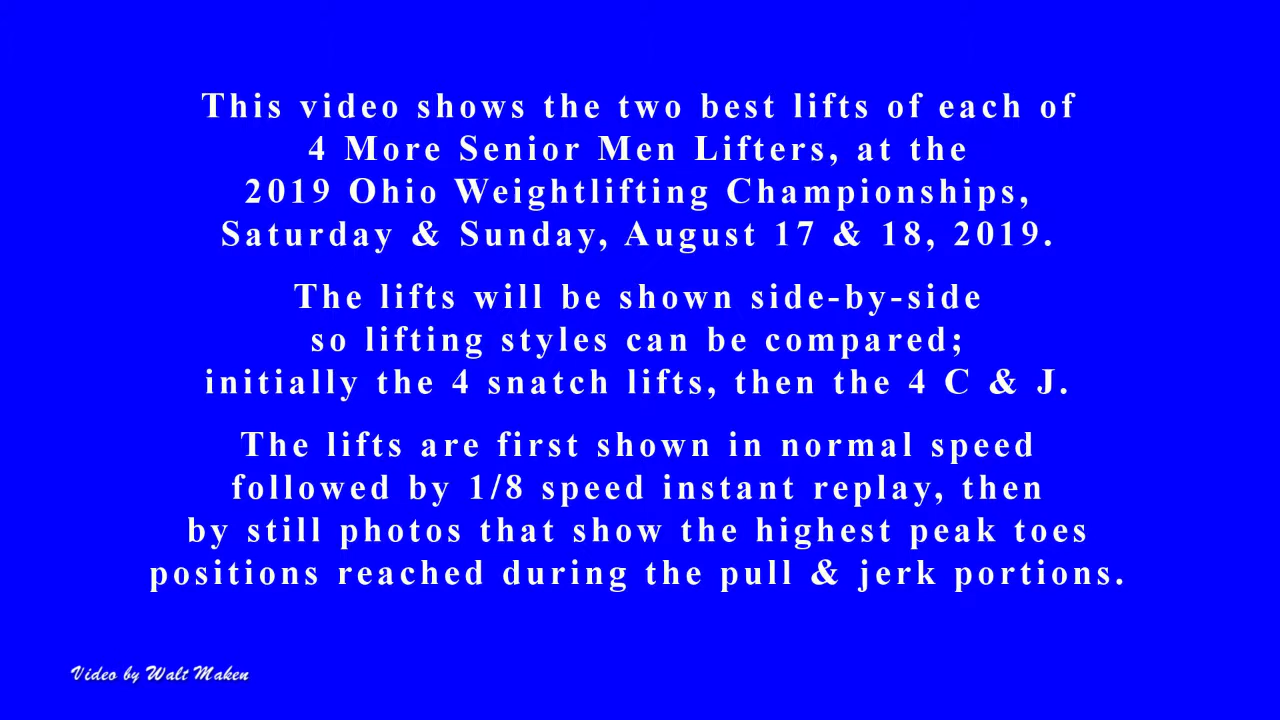 This video shows the two best lifts of each of
4 More Senior Men Lifters, at the
2019 Ohio Weightlifting Championships,
Saturday & Sunday, August 17 & 18, 2019.
The lifts will be shown side-by-side
so lifting styles can be compared;
initially the 4 snatch lifts, then the 4 C & J.
The lifts are first shown in normal speed
followed by 1/8 speed instant replay, then
by still photos that show the highest peak toes
positions reached during the pull & jerk portions.
Video by Walt Maken